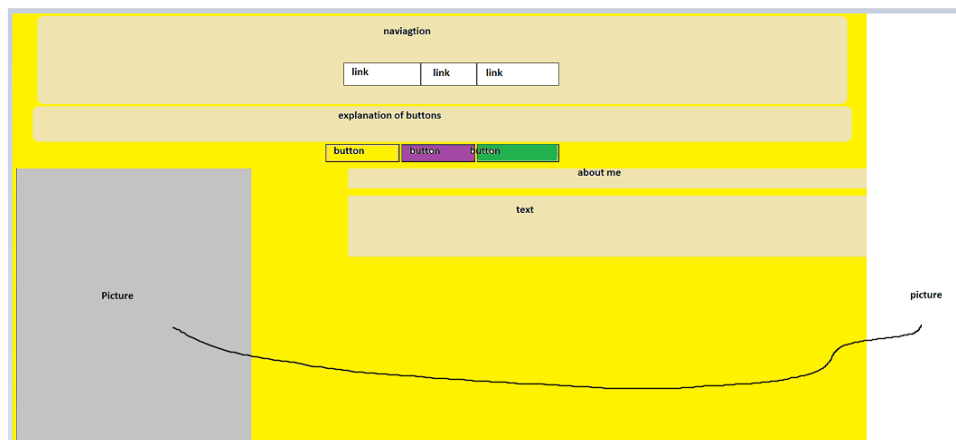 naviagtion
link link link
explanation of buttons
button button button
about me
text
Picture picture